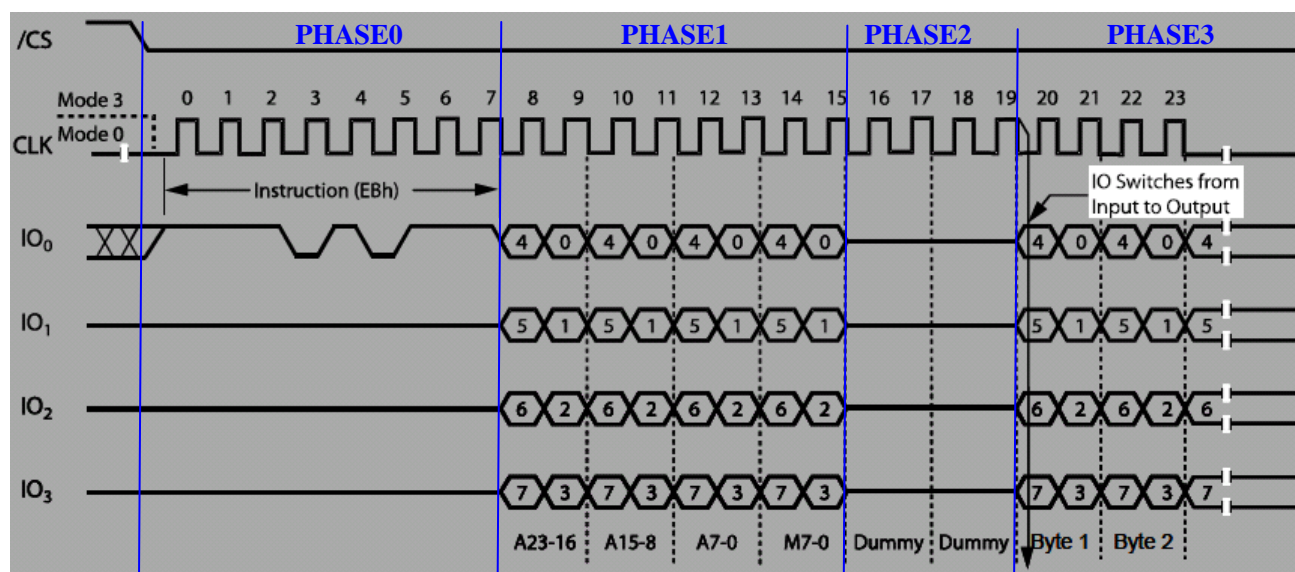 PHASE0 PHASE1 PHASE2 PHASE3
/CS
Mode 3 0 1 2 3 4 5 6 7 8 9 10 11 12 13 14 15 16 17 18 19 20 21 22 23
Mode 0
CLK
Instruction (EBh)
IO Switches from
Input to Output
IO0 4 0 4 0 4 0 4 0 4 0 4 0 4
IO1 5 1 5 1 5 1 5 1 5 1 5 1 5
IO2 6 2 6 2 6 2 6 2 6 2 6 2 6
IO3 7 3 7 3 7 3 7 3 7 3 7 3 7
A23-16 A15-8 A7-0 M7-0 Dummy Dummy Byte 1 Byte 2